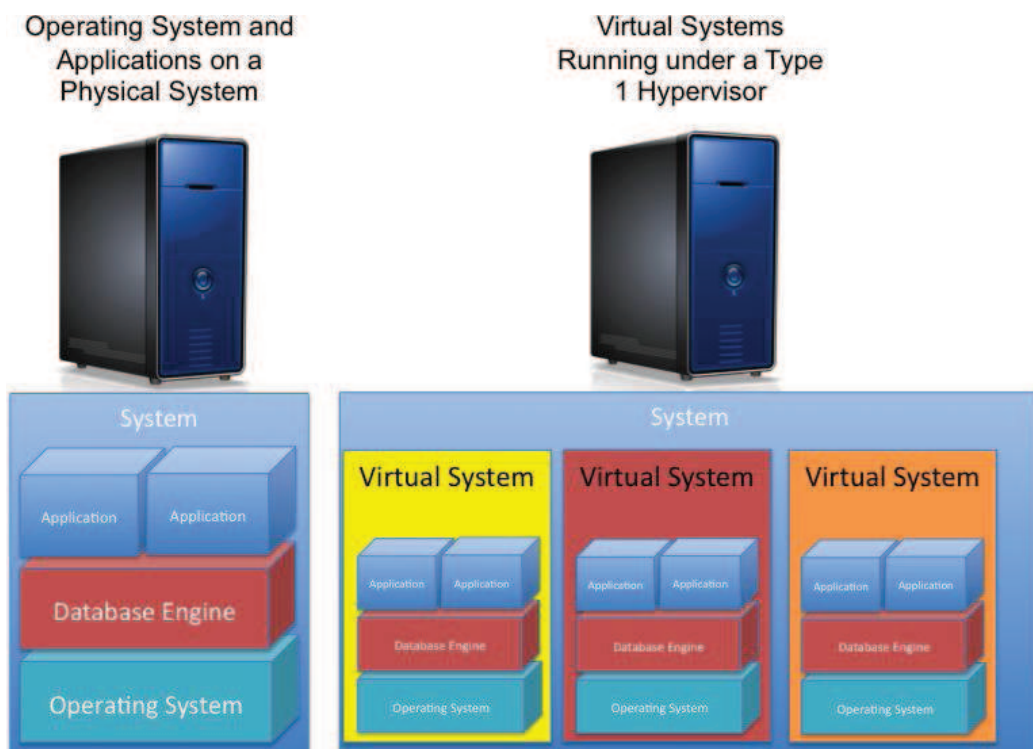 Operating System and
Applications on a
Physical System
Virtual Systems
Running under a Type
1 Hypervisor
System
Application
Application
Database Engine
Operating System
System
Virtual System
Application
Application
Database Engine
Operating System
Virtual System
Application
Application
Database Engine
Operating System
Virtual System
Application
Application
Database Engine
Operating System